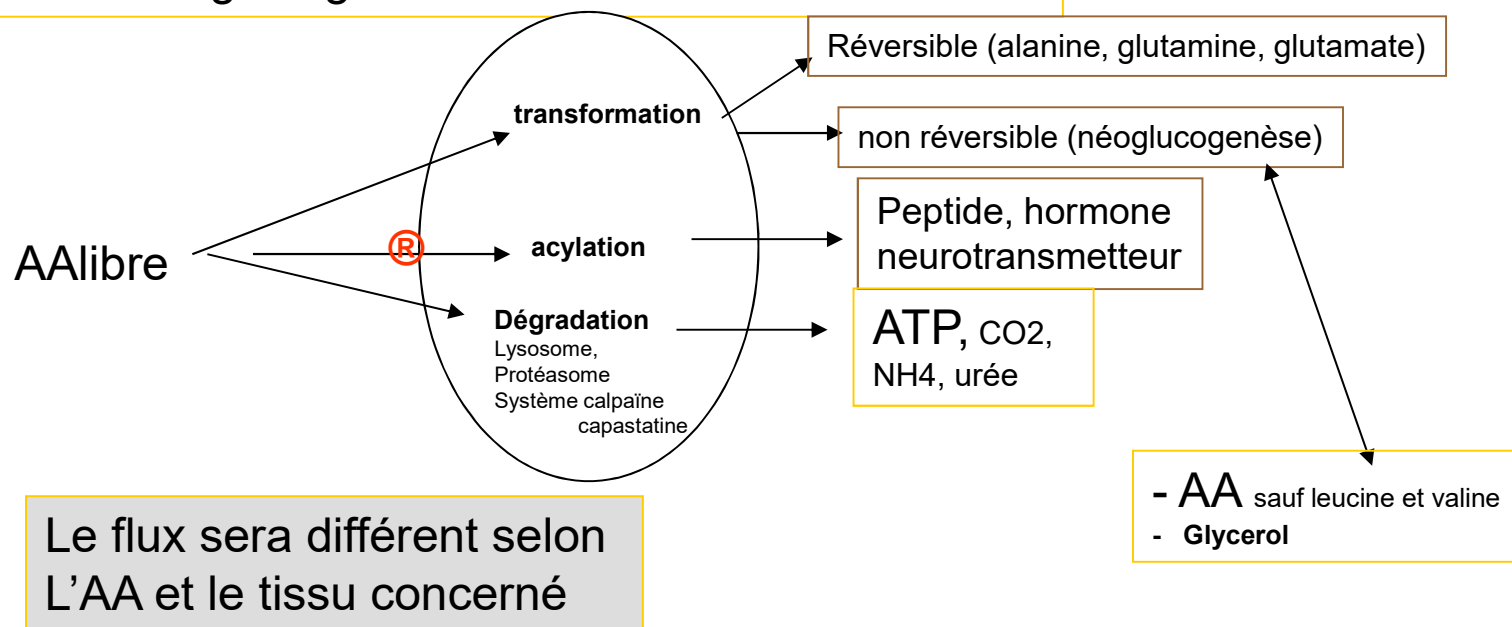 Réversible (alanine, glutamine, glutamate)
transformation
non réversible (néoglucogenèse)
Peptide, hormone
neurotransmetteur
AAlibre
®
acylation
Dégradation
Lysosome,
Protéasome
Système calpaïne
capastatine
ATP, CO2,
NH4, urée
- AA sauf leucine et valine
- Glycerol
Le flux sera différent selon
L'AA et le tissu concerné